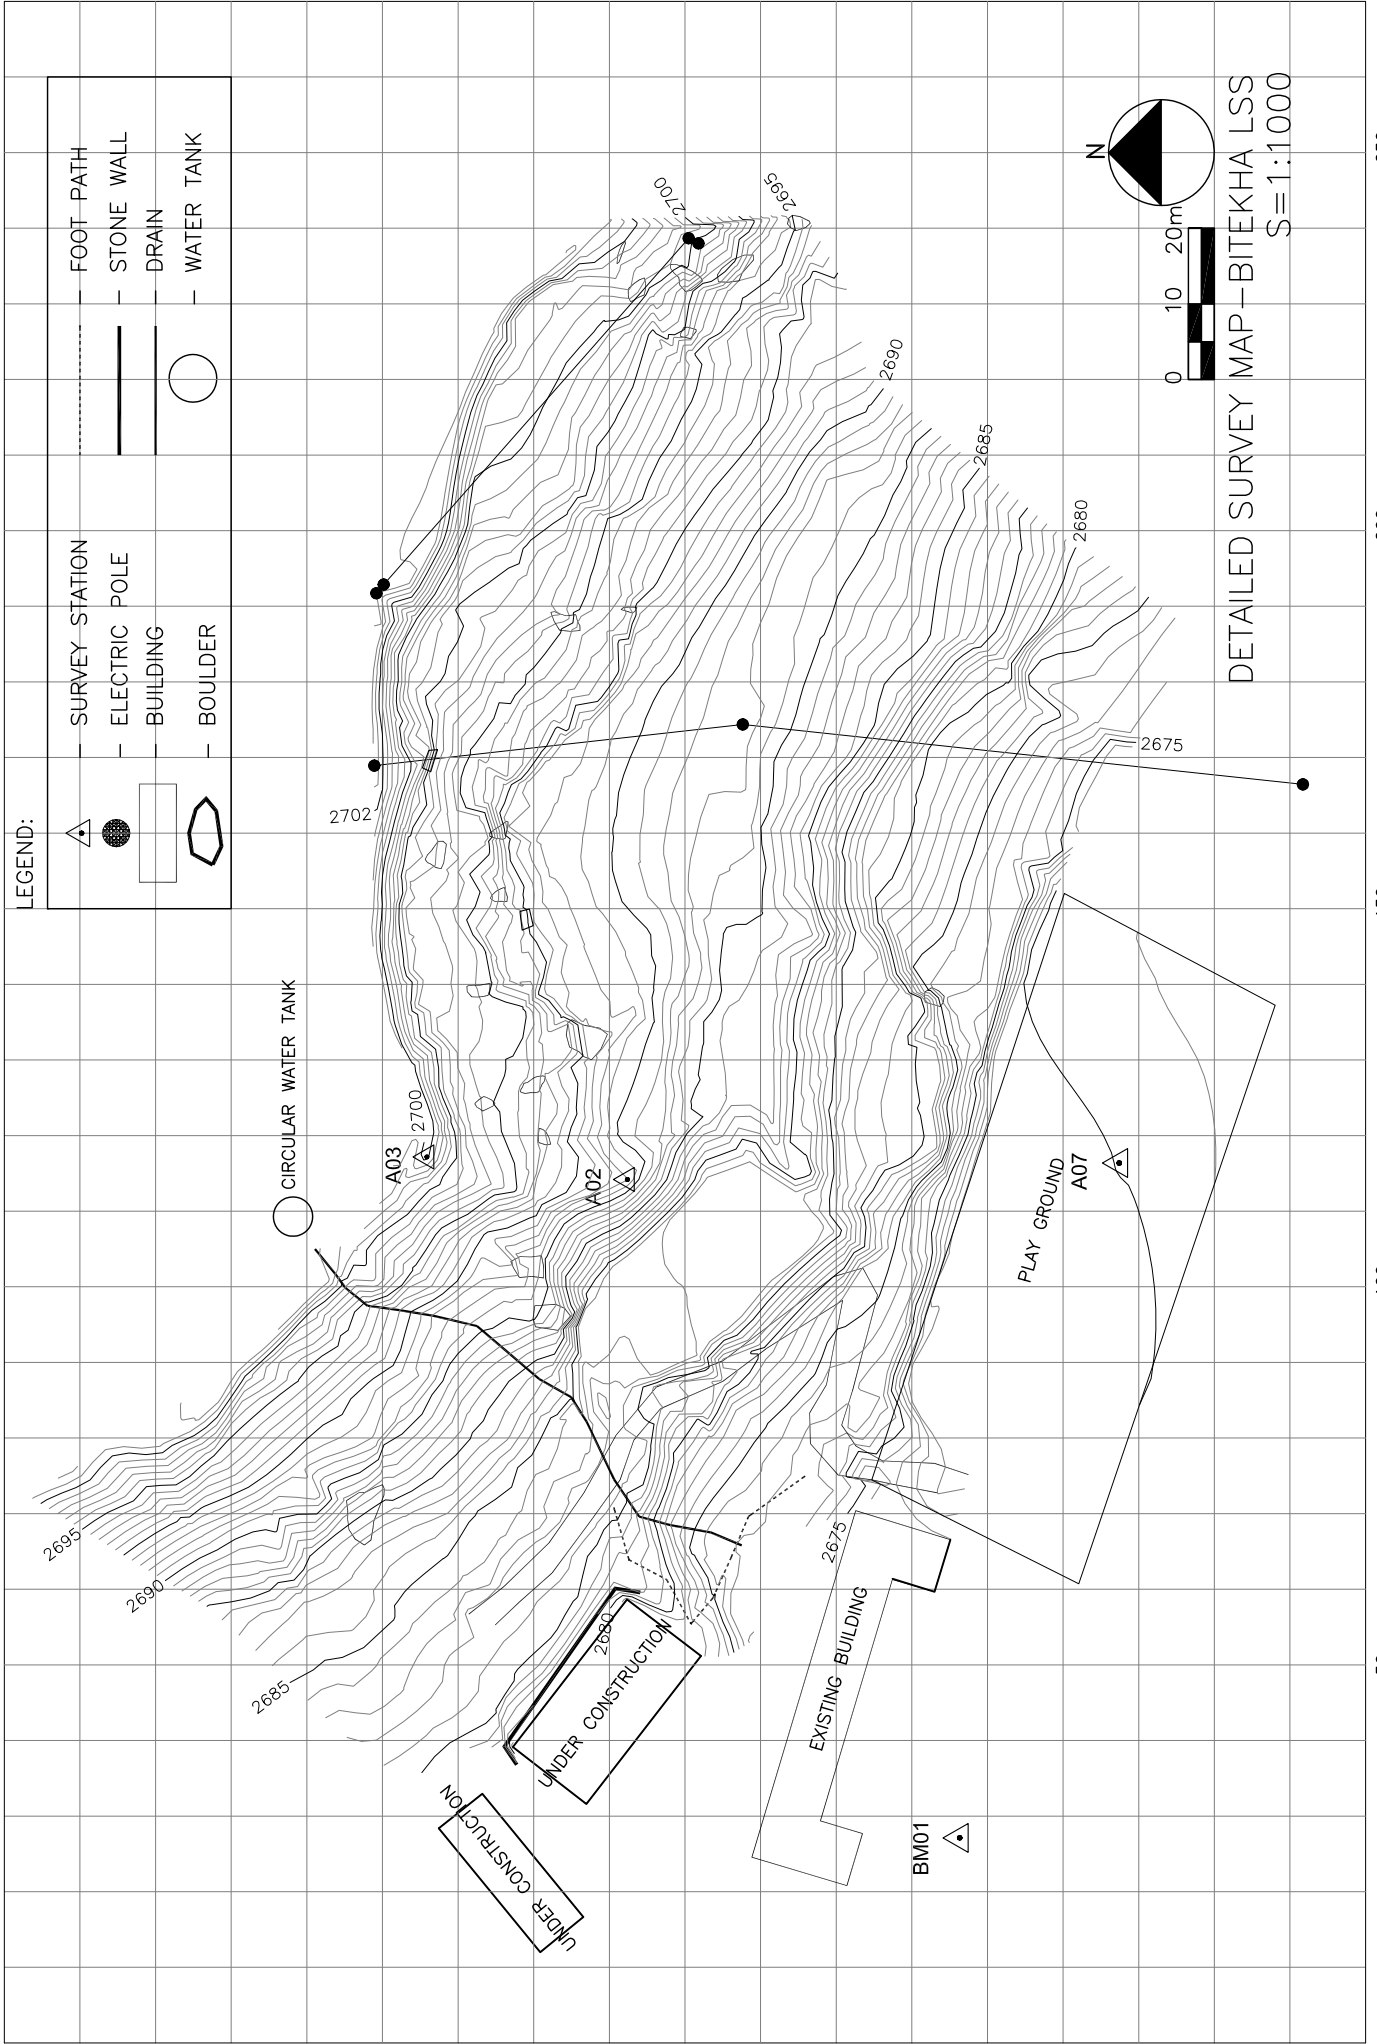 LEGEND:
SURVEY STATION
ELECTRIC POLE
BUILDING
BOULDER
FOOT PATH
STONE WALL
DRAIN
WATER TANK
CIRCULAR WATER TANK
2702
2700
A03
A02
2700
2695
2690
2685
2680
2675
2695
2690
2685
2680
2675
PLAY GROUND
A07
UNDER CONSTRUCTION
UNDER CONSTRUCTION
EXISTING BUILDING
BM01
N
0 10 20m
DETAILED SURVEY MAP-BITEKHA LSS
S=1:1000